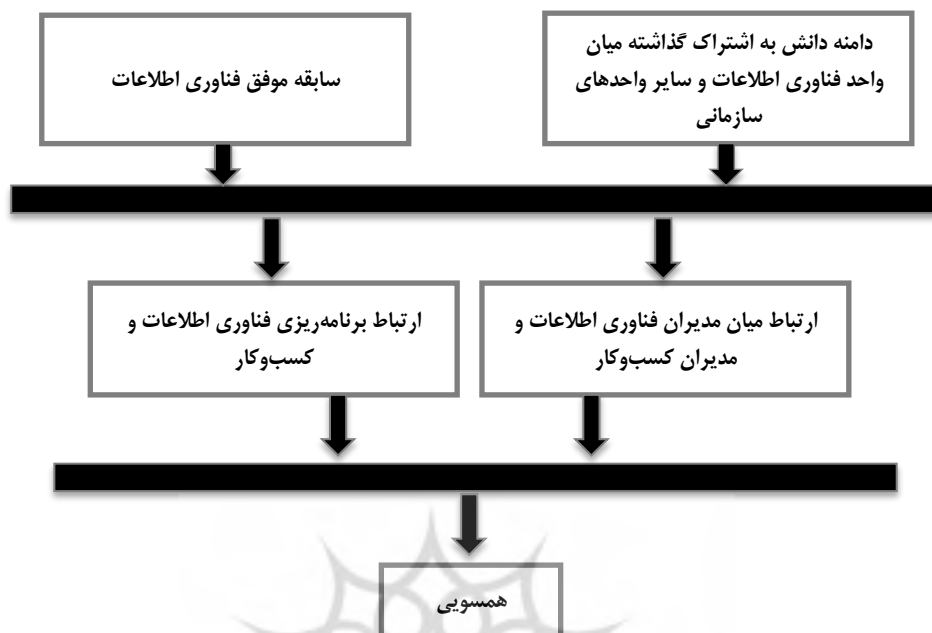 دامنه دانش به اشتراک گذاشته میان
واحد فناوری اطلاعات و سایر واحدهای
سازمانی
سابقه موفق فناوری اطلاعات
ارتباط میان مدیران فناوری اطلاعات و
مدیران کسب‌وکار
ارتباط برنامه‌ریزی فناوری اطلاعات و
کسب‌وکار
همسویی